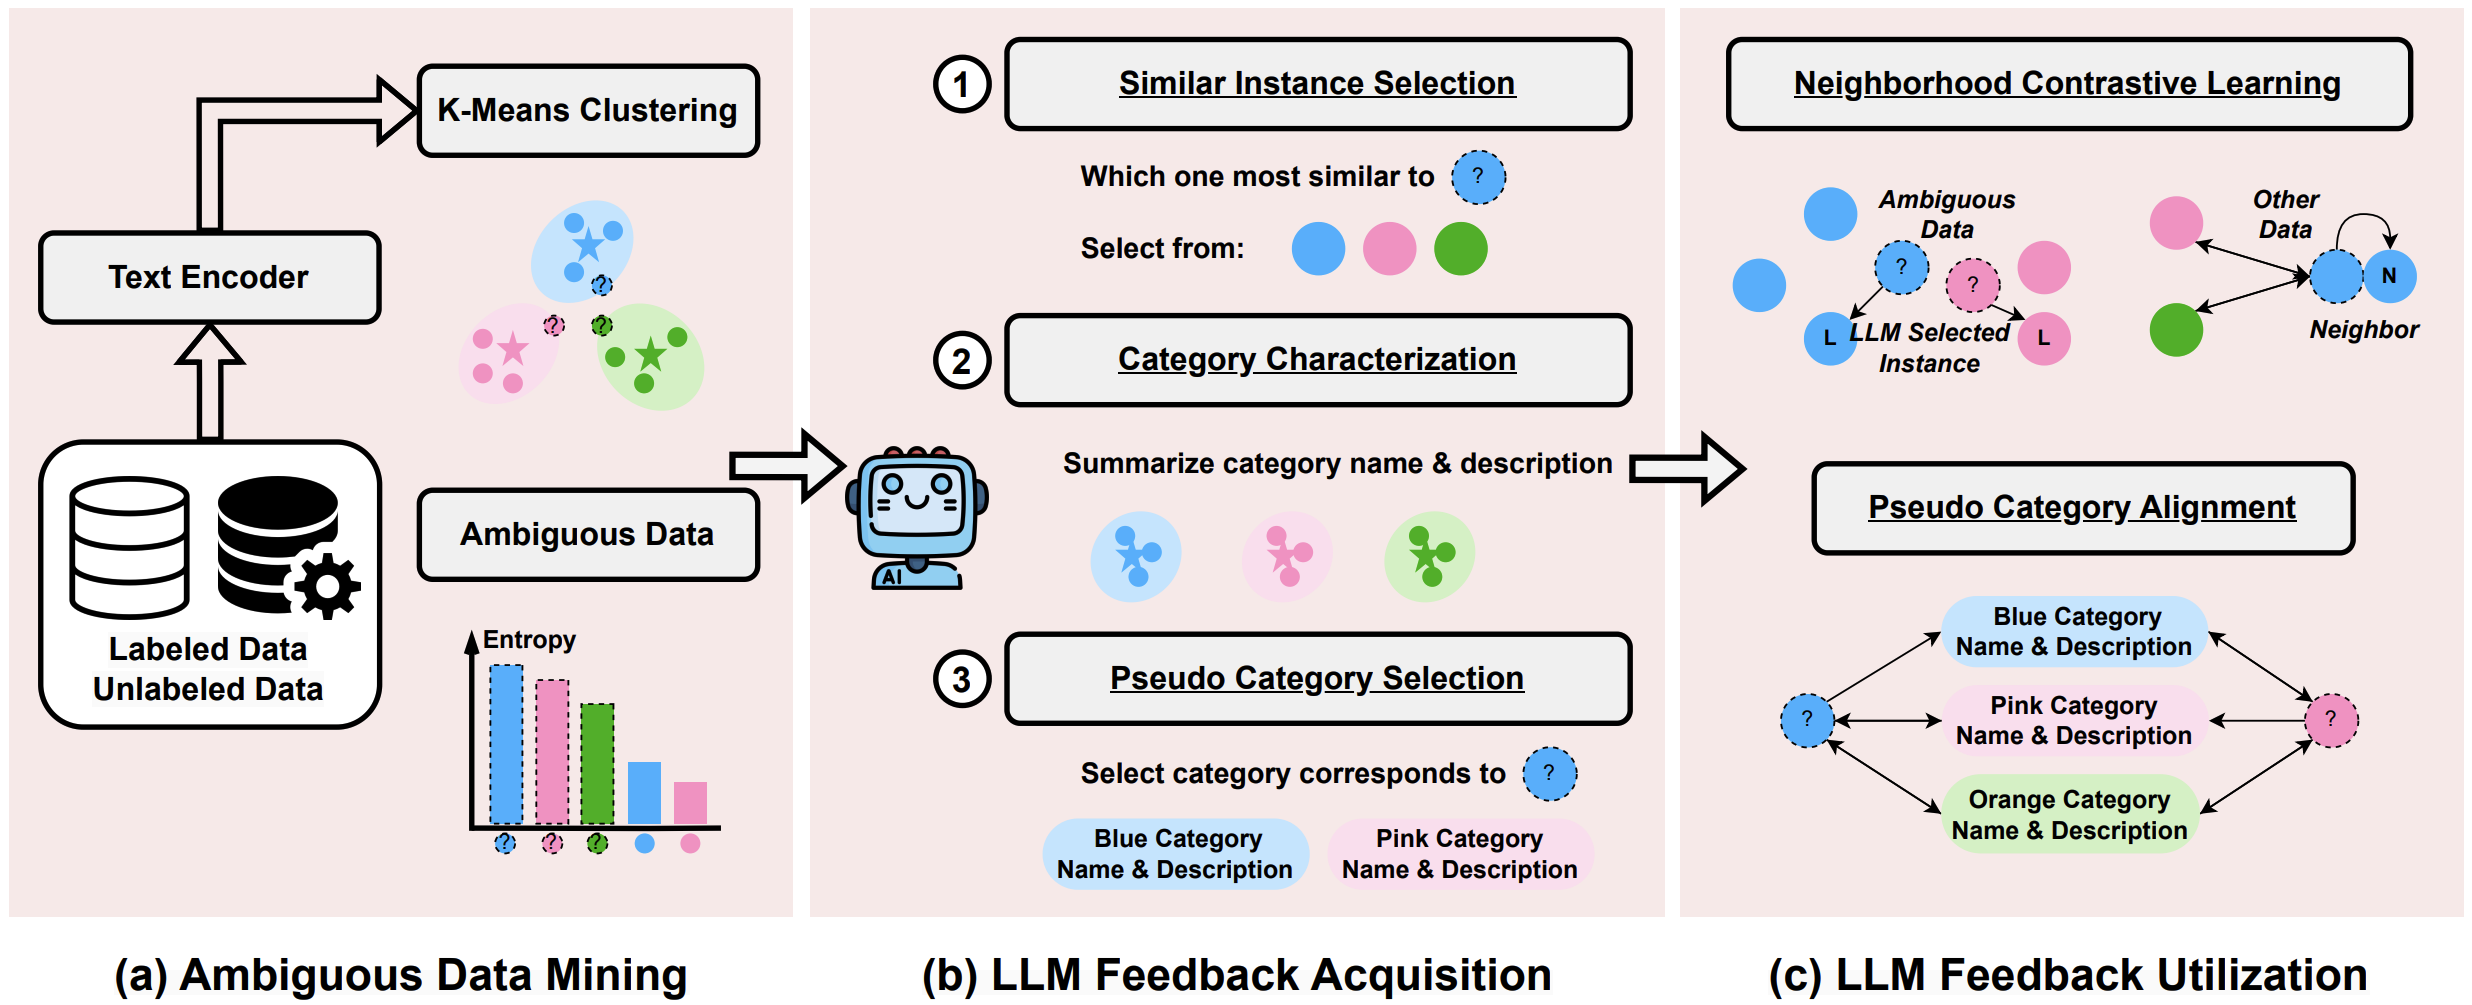 K-Means Clustering
Text Encoder
?
?
?
Labeled Data
Unlabeled Data
Ambiguous Data
Entropy
?
?
?
(a) Ambiguous Data Mining
1
Similar Instance Selection
Which one most similar to
?
Select from:
2
Category Characterization
Summarize category name & description
AI
3
Pseudo Category Selection
Select category corresponds to
?
Blue Category
Name & Description
Pink Category
Name & Description
(b) LLM Feedback Acquisition
Neighborhood Contrastive Learning
Ambiguous
Data
?
?
L
LLM Selected
Instance
L
Other
Data
N
Neighbor
Pseudo Category Alignment
Blue Category
Name & Description
?
Pink Category
Name & Description
?
Orange Category
Name & Description
(c) LLM Feedback Utilization